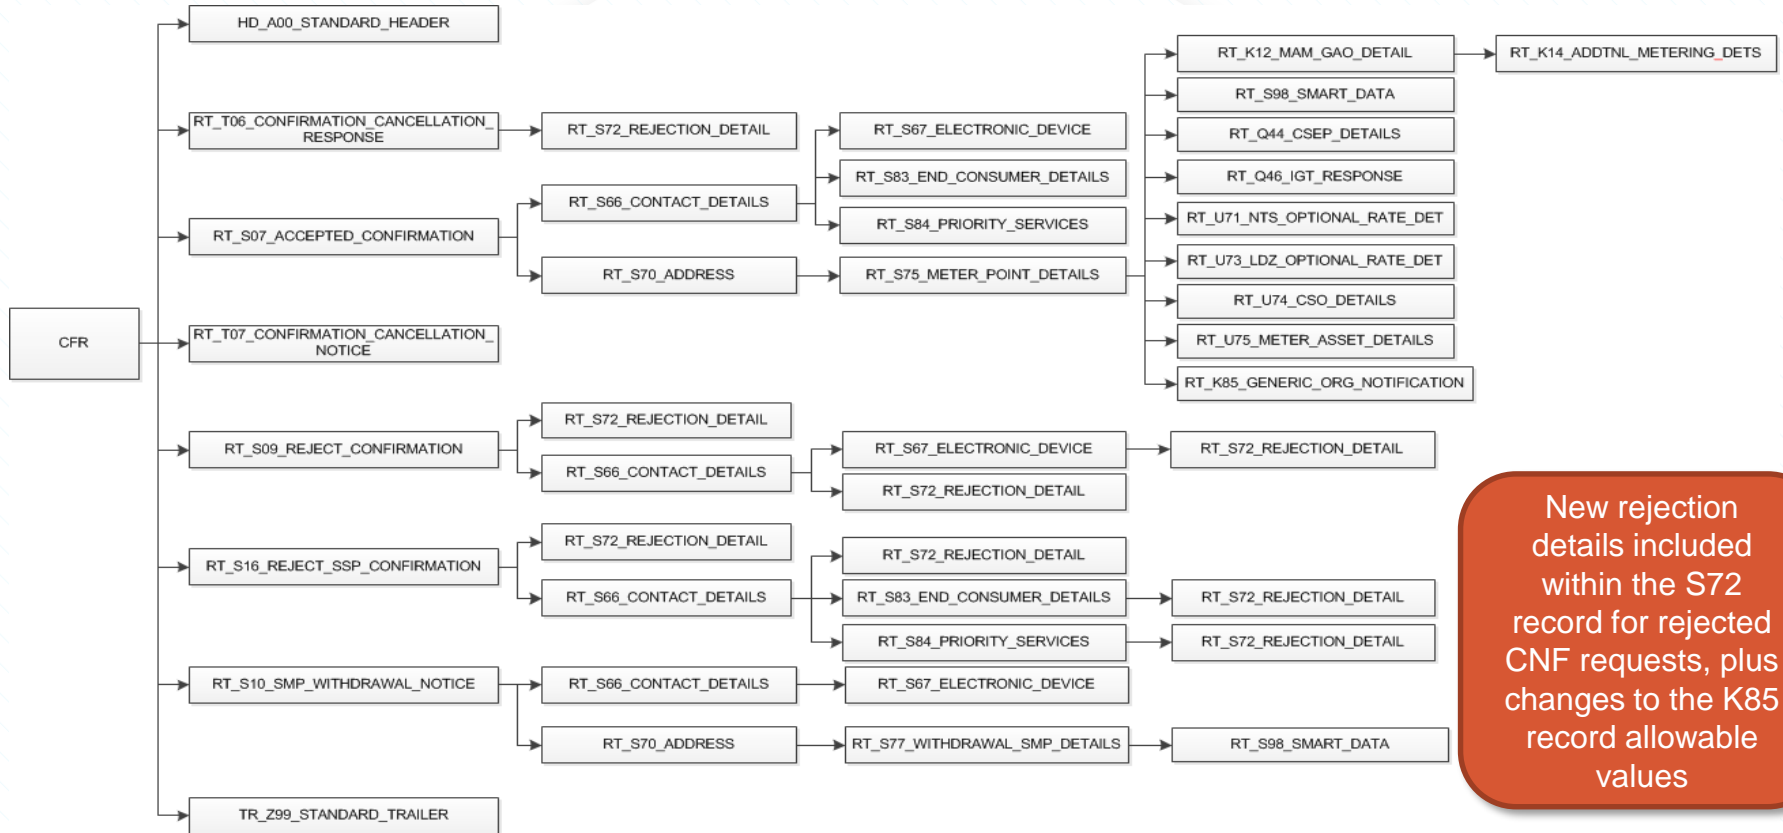 HD_A00_STANDARD_HEADER
RT_K12_MAM_GAO_DETAIL
RT_K14_ADDTNL_METERING_DETS
RT_S98_SMART_DATA
RT_T06_CONFIRMATION_CANCELLATION_
RESPONSE
RT_S72_REJECTION_DETAIL
RT_S67_ELECTRONIC_DEVICE
RT_Q44_CSEP_DETAILS
RT_S83_END_CONSUMER_DETAILS
RT_Q46_IGT_RESPONSE
RT_S66_CONTACT_DETAILS
RT_S84_PRIORITY_SERVICES
RT_U71_NTS_OPTIONAL_RATE_DET
RT_S07_ACCEPTED_CONFIRMATION
RT_U73_LDZ_OPTIONAL_RATE_DET
RT_S70_ADDRESS
RT_S75_METER_POINT_DETAILS
RT_U74_CSO_DETAILS
CFR
RT_T07_CONFIRMATION_CANCELLATION_
NOTICE
RT_U75_METER_ASSET_DETAILS
RT_K85_GENERIC_ORG_NOTIFICATION
RT_S72_REJECTION_DETAIL
RT_S09_REJECT_CONFIRMATION
RT_S67_ELECTRONIC_DEVICE
RT_S72_REJECTION_DETAIL
RT_S66_CONTACT_DETAILS
RT_S72_REJECTION_DETAIL
RT_S72_REJECTION_DETAIL
RT_S72_REJECTION_DETAIL
RT_S16_REJECT_SSP_CONFIRMATION
RT_S66_CONTACT_DETAILS
RT_S83_END_CONSUMER_DETAILS
RT_S72_REJECTION_DETAIL
RT_S84_PRIORITY_SERVICES
RT_S72_REJECTION_DETAIL
RT_S10_SMP_WITHDRAWAL_NOTICE
RT_S66_CONTACT_DETAILS
RT_S67_ELECTRONIC_DEVICE
RT_S70_ADDRESS
RT_S77_WITHDRAWAL_SMP_DETAILS
RT_S98_SMART_DATA
TR_Z99_STANDARD_TRAILER
New rejection
details included
within the S72
record for rejected
CNF requests, plus
changes to the K85
record allowable
values